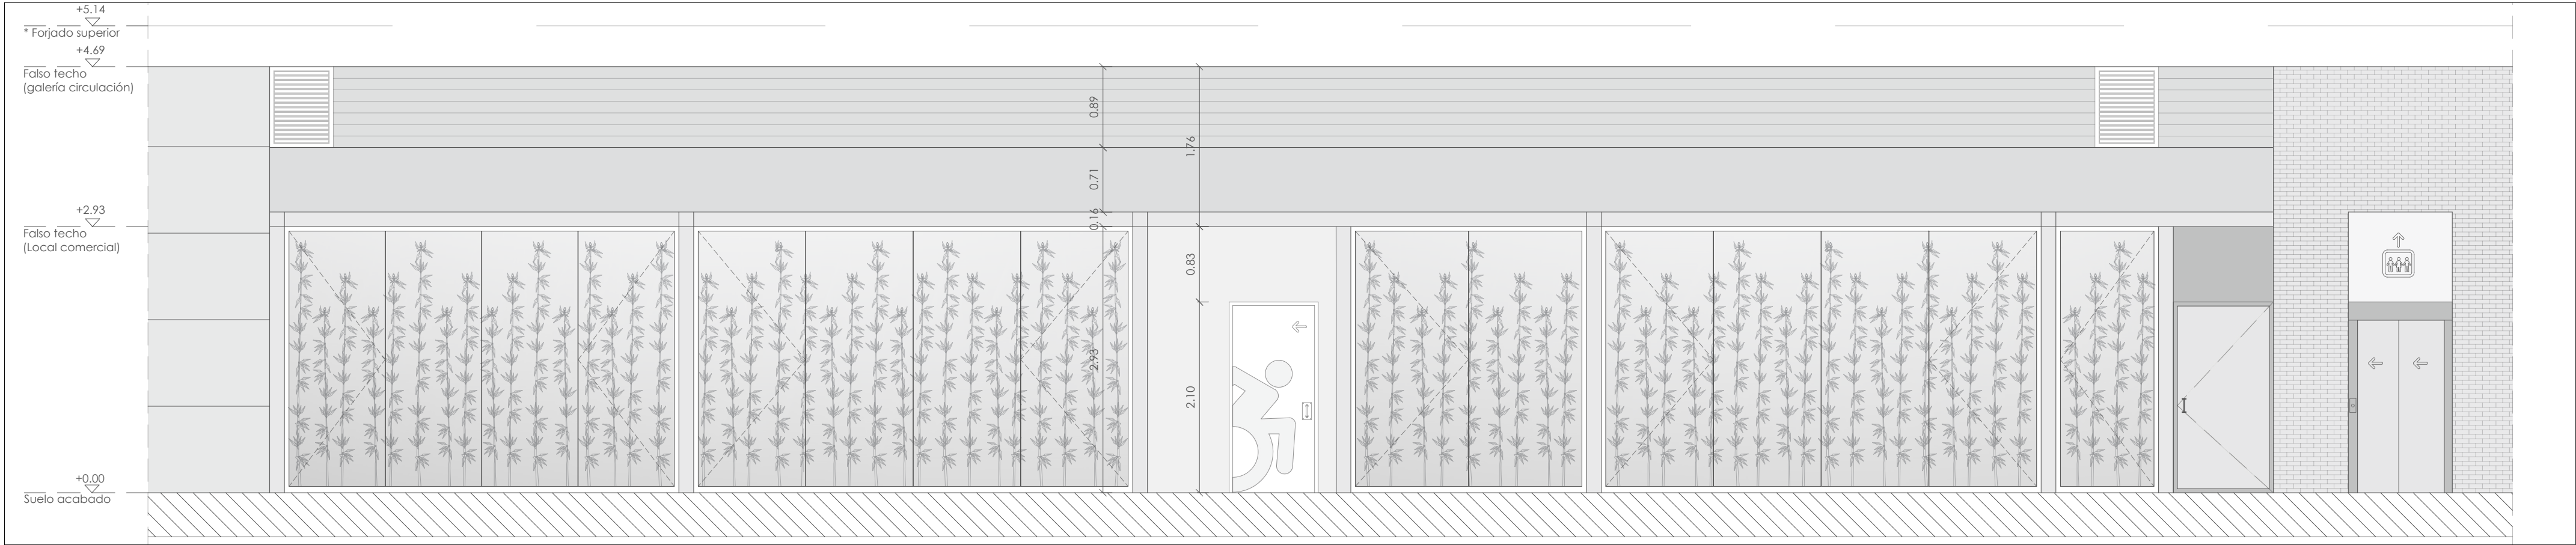 +5.14
* Forjado superior
+4.69
Falso techo
(galería circulación)
0.89
1.76
0.71
+2.93
0.16
Falso techo
(Local comercial)
0.83
2.93
2.10
+0.00
Suelo acabado